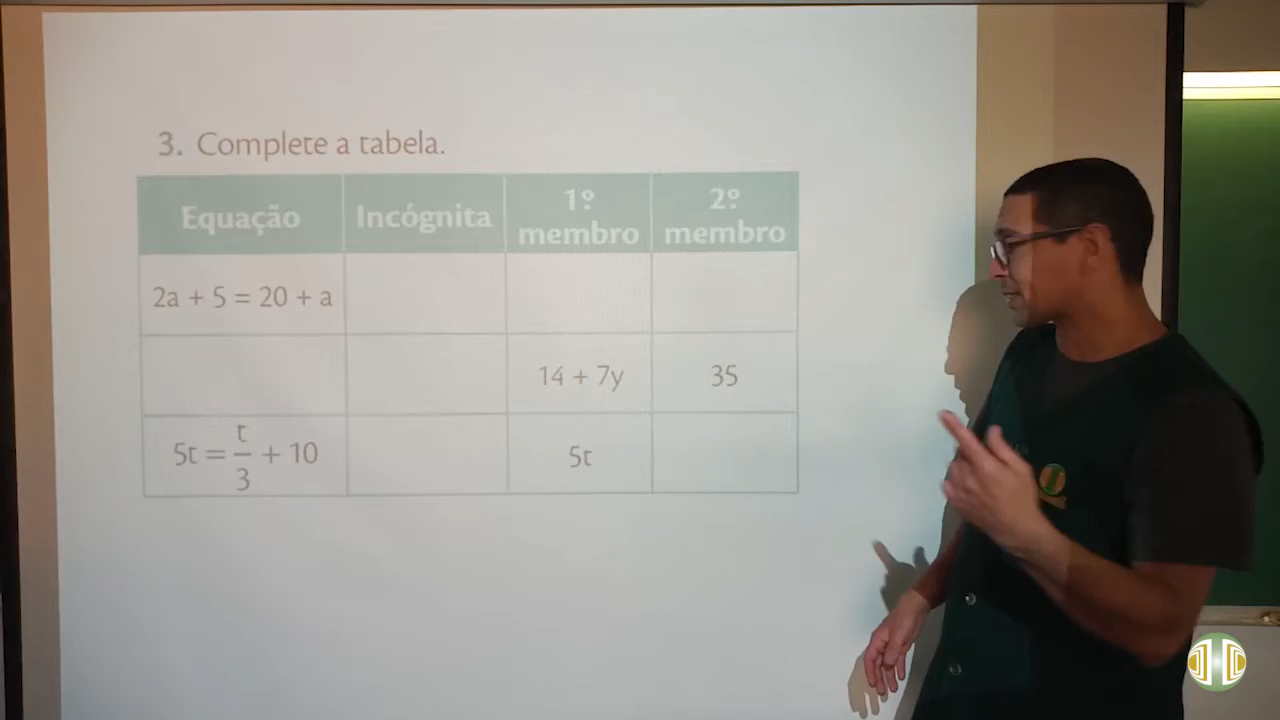 3. Complete a tabela.
Equação Incógnita 1º membro 2º membro
2a + 5 = 20 + a
14 + 7y 35
5t = t/3 + 10 5t